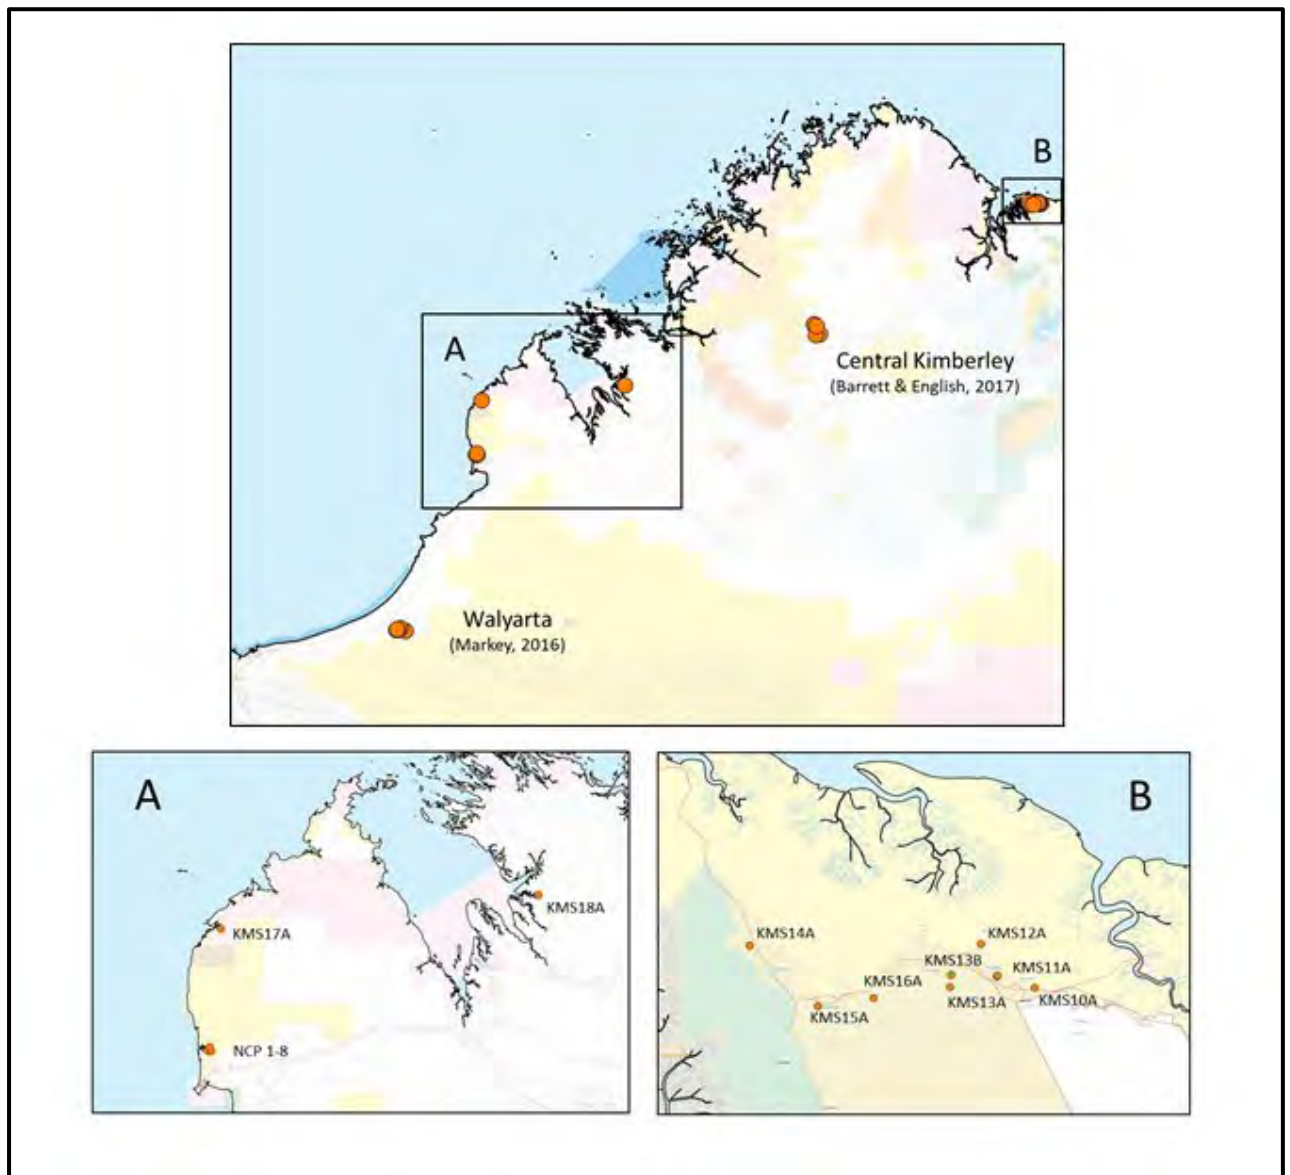 B
A
Central Kimberley
(Barrett & English, 2017)
Walyarta
(Markey, 2016)
A
KMS18A
KMS17A
NCP 1-8
B
KMS14A
KMS12A
KMS13B
KMS11A
KMS16A
KMS13A
KMS10A
KMS15A